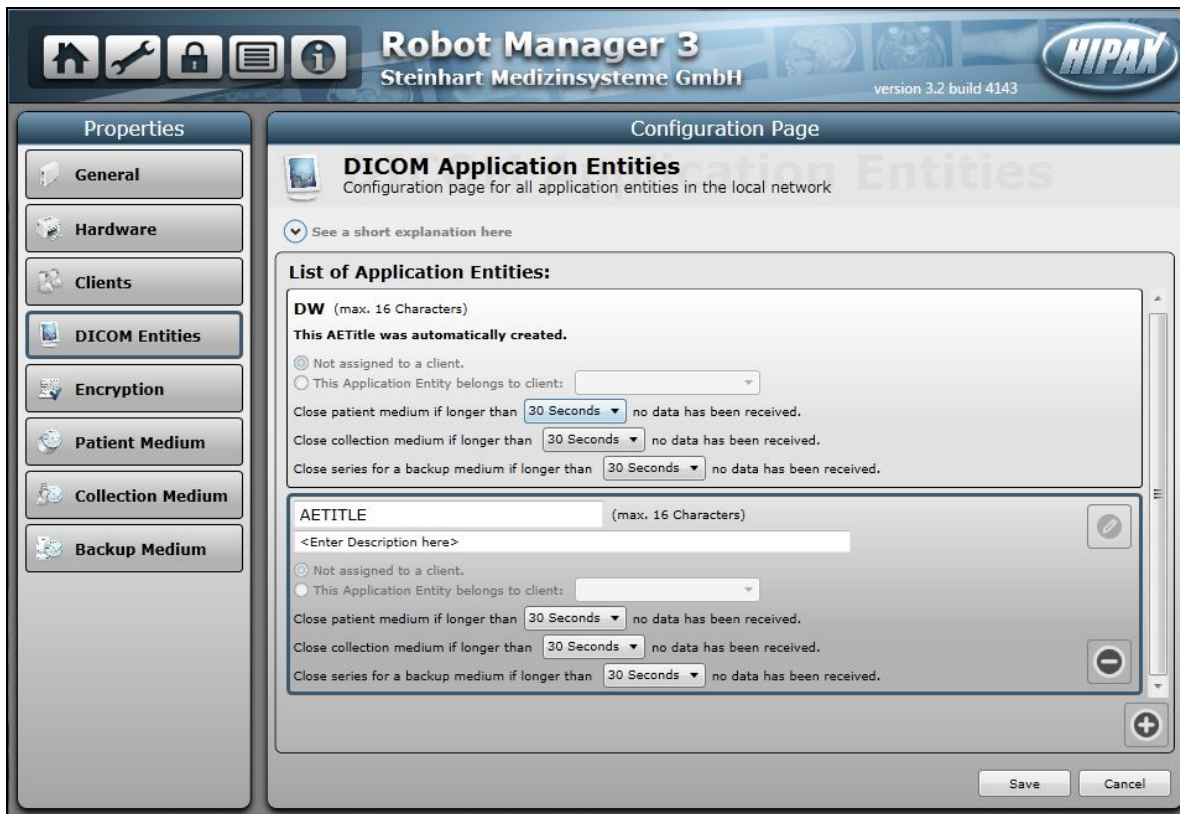 Robot Manager 3
Steinhart Medizinsysteme GmbH
version 3.2 build 4143
HIPAX
Properties
General
Hardware
Clients
DICOM Entities
Encryption
Patient Medium
Collection Medium
Backup Medium
Configuration Page
DICOM Application Entities
Configuration page for all application entities in the local network
See a short explanation here
List of Application Entities:
DW (max. 16 Characters)
This AETitle was automatically created.
Not assigned to a client.
This Application Entity belongs to client:
Close patient medium if longer than 30 Seconds no data has been received.
Close collection medium if longer than 30 Seconds no data has been received.
Close series for a backup medium if longer than 30 Seconds no data has been received.
AETITLE (max. 16 Characters)
<Enter Description here>
Not assigned to a client.
This Application Entity belongs to client:
Close patient medium if longer than 30 Seconds no data has been received.
Close collection medium if longer than 30 Seconds no data has been received.
Close series for a backup medium if longer than 30 Seconds no data has been received.
Save Cancel